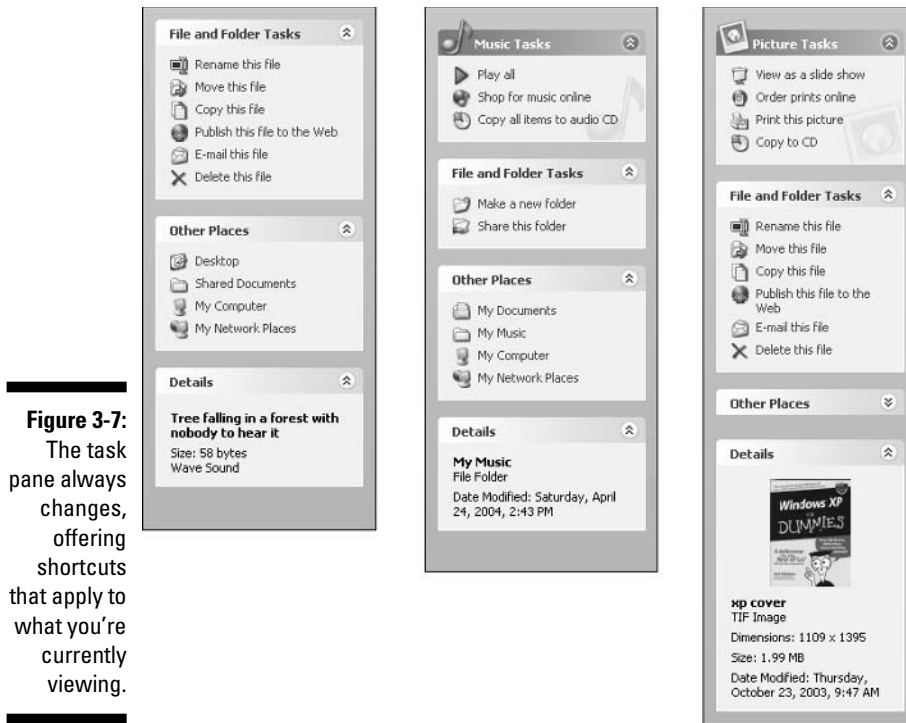 File and Folder Tasks
Rename this file
Move this file
Copy this file
Publish this file to the Web
E-mail this file
Delete this file
Other Places
Desktop
Shared Documents
My Computer
My Network Places
Details
Tree falling in a forest with
nobody to hear it
Size: 58 bytes
Wave Sound
Music Tasks
Play all
Shop for music online
Copy all items to audio CD
File and Folder Tasks
Make a new folder
Share this folder
Other Places
My Documents
My Music
My Computer
My Network Places
Details
My Music
File Folder
Date Modified: Saturday, April
24, 2004, 2:43 PM
Picture Tasks
View as a slide show
Order prints online
Print this picture
Copy to CD
File and Folder Tasks
Rename this file
Move this file
Copy this file
Publish this file to the
Web
E-mail this file
Delete this file
Other Places
Details
Windows XP
FOR
DUMMIES
xp cover
TIF Image
Dimensions: 1109 x 1395
Size: 1.99 MB
Date Modified: Thursday,
October 23, 2003, 9:47 AM
Figure 3-7:
The task
pane always
changes,
offering
shortcuts
that apply to
what you're
currently
viewing.